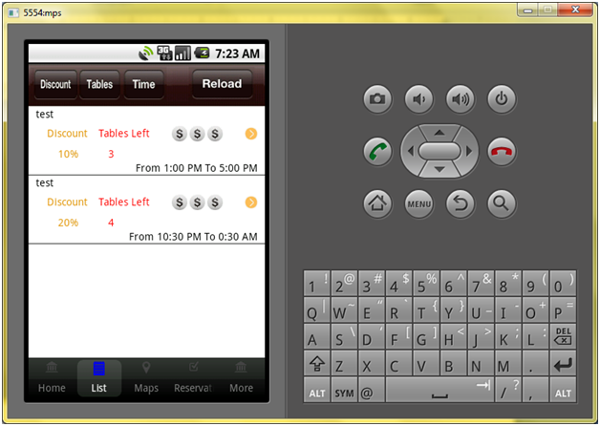 5554:mps
3G
7:23 AM
Discount Tables Time Reload
test
Discount Tables Left $ $ $
10% 3
From 1:00 PM To 5:00 PM
test
Discount Tables Left $ $ $
20% 4
From 10:30 PM To 0:30 AM
Home List Maps Reservat More
MENU
1 ! 2 @ 3 # 4 $ 5 % 6 ^ 7 & 8 * 9 ( 0 )
Q | W ~ E " R ` T { Y } U _ I - O + P =
A S \ D ' F [ G ] H < J > K ; L : DEL
Z X C V B N M .
ALT SYM @ / ? , ALT